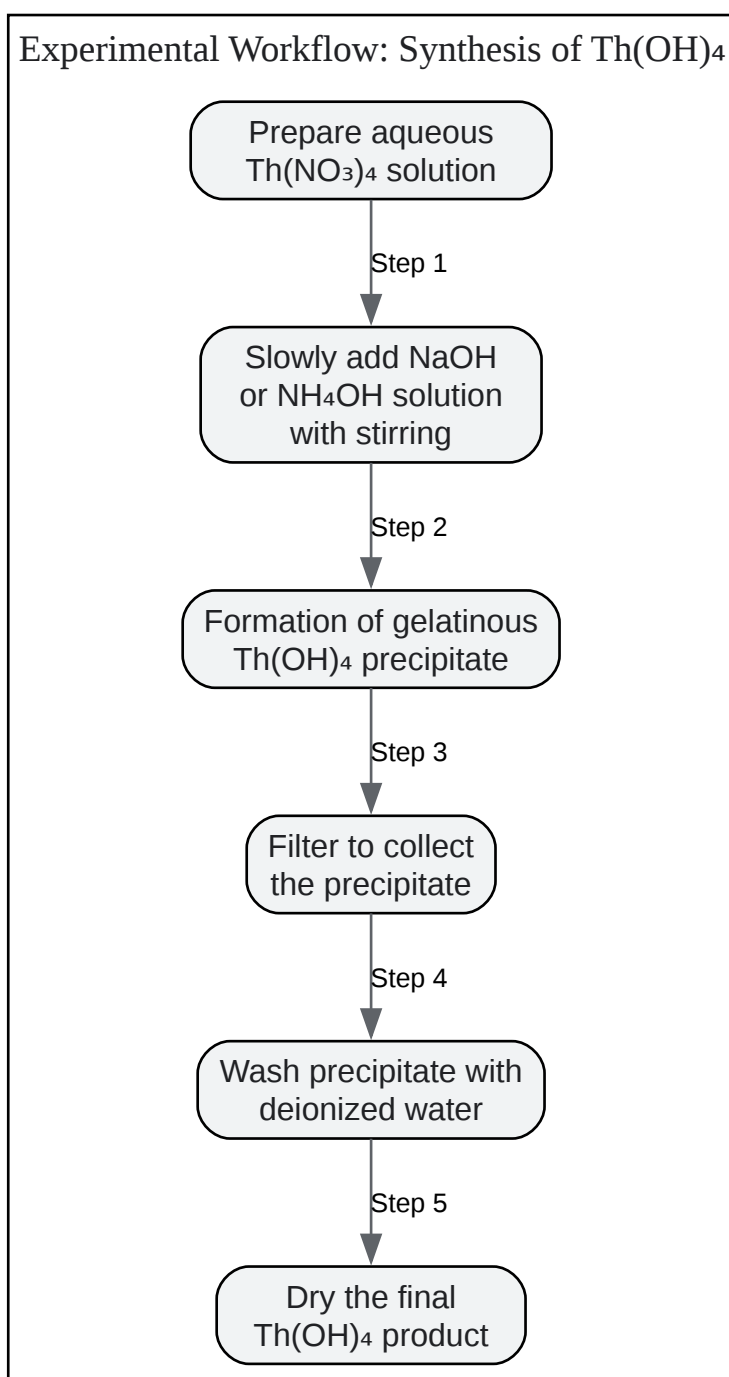 Experimental Workflow: Synthesis of Th(OH)₄
Prepare aqueous
Th(NO₃)₄ solution
Step 1
Slowly add NaOH
or NH₄OH solution
with stirring
Step 2
Formation of gelatinous
Th(OH)₄ precipitate
Step 3
Filter to collect
the precipitate
Step 4
Wash precipitate with
deionized water
Step 5
Dry the final
Th(OH)₄ product